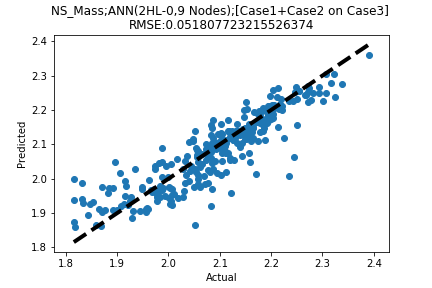 NS_Mass;ANN(2HL-0,9 Nodes);[Case1+Case2 on Case3]
RMSE:0.051807723215526374
2.4
2.3
2.2
2.1
2.0
1.9
1.8
Predicted
1.8 1.9 2.0 2.1 2.2 2.3 2.4
Actual